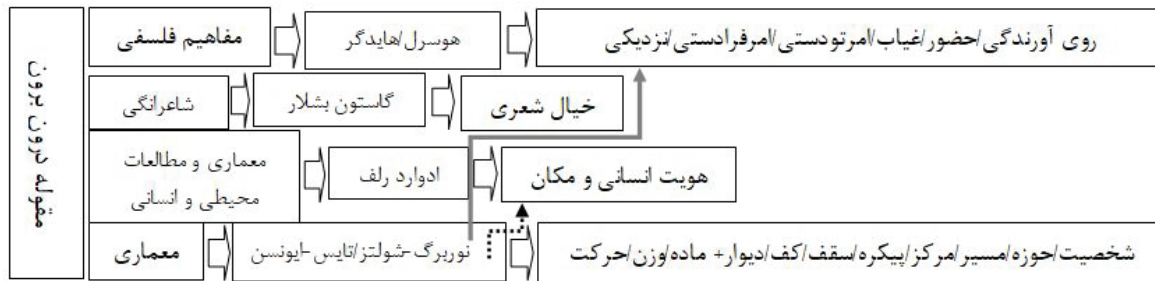 مقوله درون برون
مفاهیم فلسفی
هوسرل/هایدگر
روی آورندگی/حضور/غیاب/امرتودستی/امرفرادستی/نزدیکی
شاعرانگی
گاستون بشلار
خیال شعری
معماری و مطالعات
محیطی و انسانی
ادوارد رلف
هویت انسانی و مکان
معماری
نوربرگ-شولتز/تایس-ایونسن
شخصیت/حوزه/مسیر/مرکز/پیکره/سقف/کف/دیوار+ ماده/وزن/حرکت